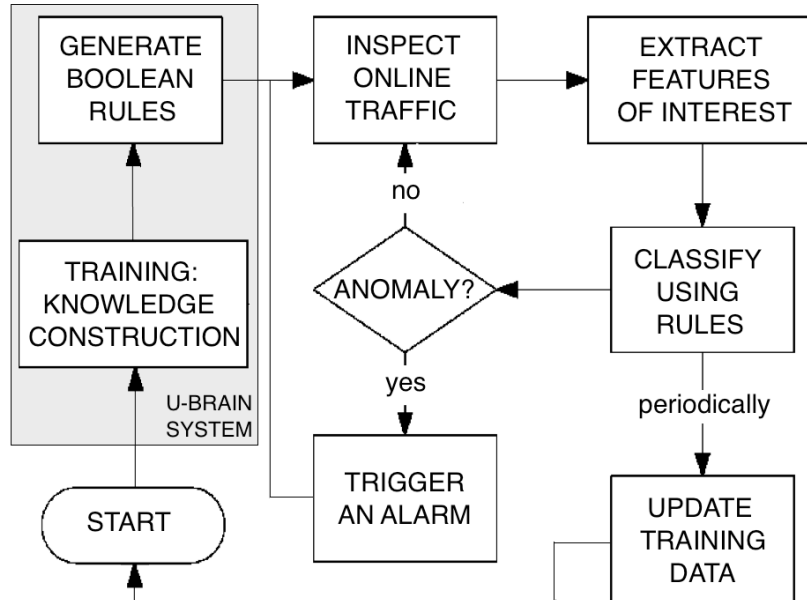 GENERATE
BOOLEAN
RULES
INSPECT
ONLINE
TRAFFIC
EXTRACT
FEATURES
OF INTEREST
no
TRAINING:
KNOWLEDGE
CONSTRUCTION
ANOMALY?
CLASSIFY
USING
RULES
U-BRAIN
SYSTEM
yes
periodically
START
TRIGGER
AN ALARM
UPDATE
TRAINING
DATA